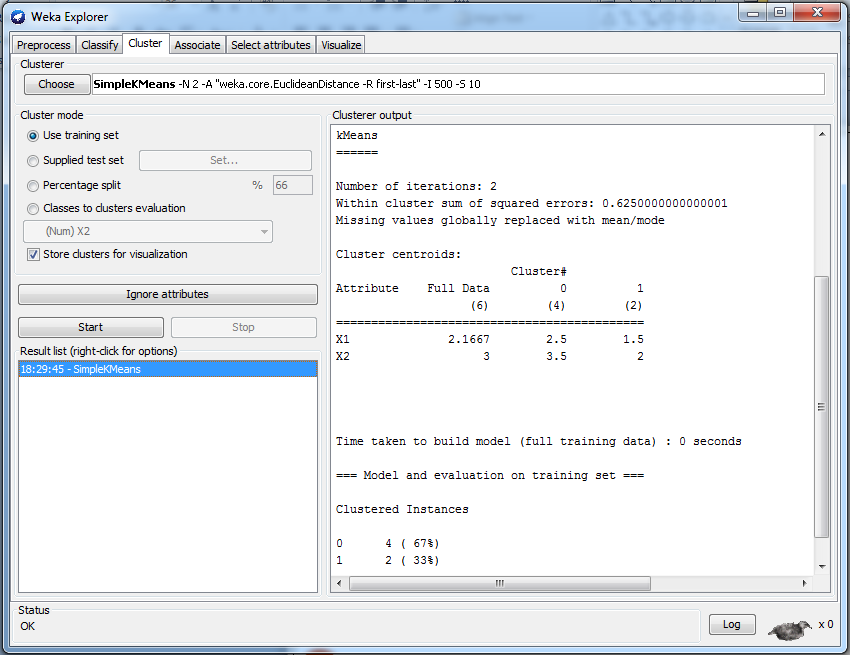 Weka Explorer
Preprocess Classify Cluster Associate Select attributes Visualize
Clusterer
Choose SimpleKMeans -N 2 -A "weka.core.EuclideanDistance -R first-last" -I 500 -S 10
Cluster mode
Use training set
Supplied test set Set...
Percentage split % 66
Classes to clusters evaluation
(Num) X2
Store clusters for visualization
Ignore attributes
Start Stop
Result list (right-click for options)
18:29:45 - SimpleKMeans
Clusterer output
kMeans
======
Number of iterations: 2
Within cluster sum of squared errors: 0.6250000000000001
Missing values globally replaced with mean/mode
Cluster centroids:
Cluster#
Attribute Full Data 0 1
(6) (4) (2)
============================================
X1 2.1667 2.5 1.5
X2 3 3.5 2
Time taken to build model (full training data) : 0 seconds
=== Model and evaluation on training set ===
Clustered Instances
0 4 ( 67%)
1 2 ( 33%)
Status
OK
Log x 0